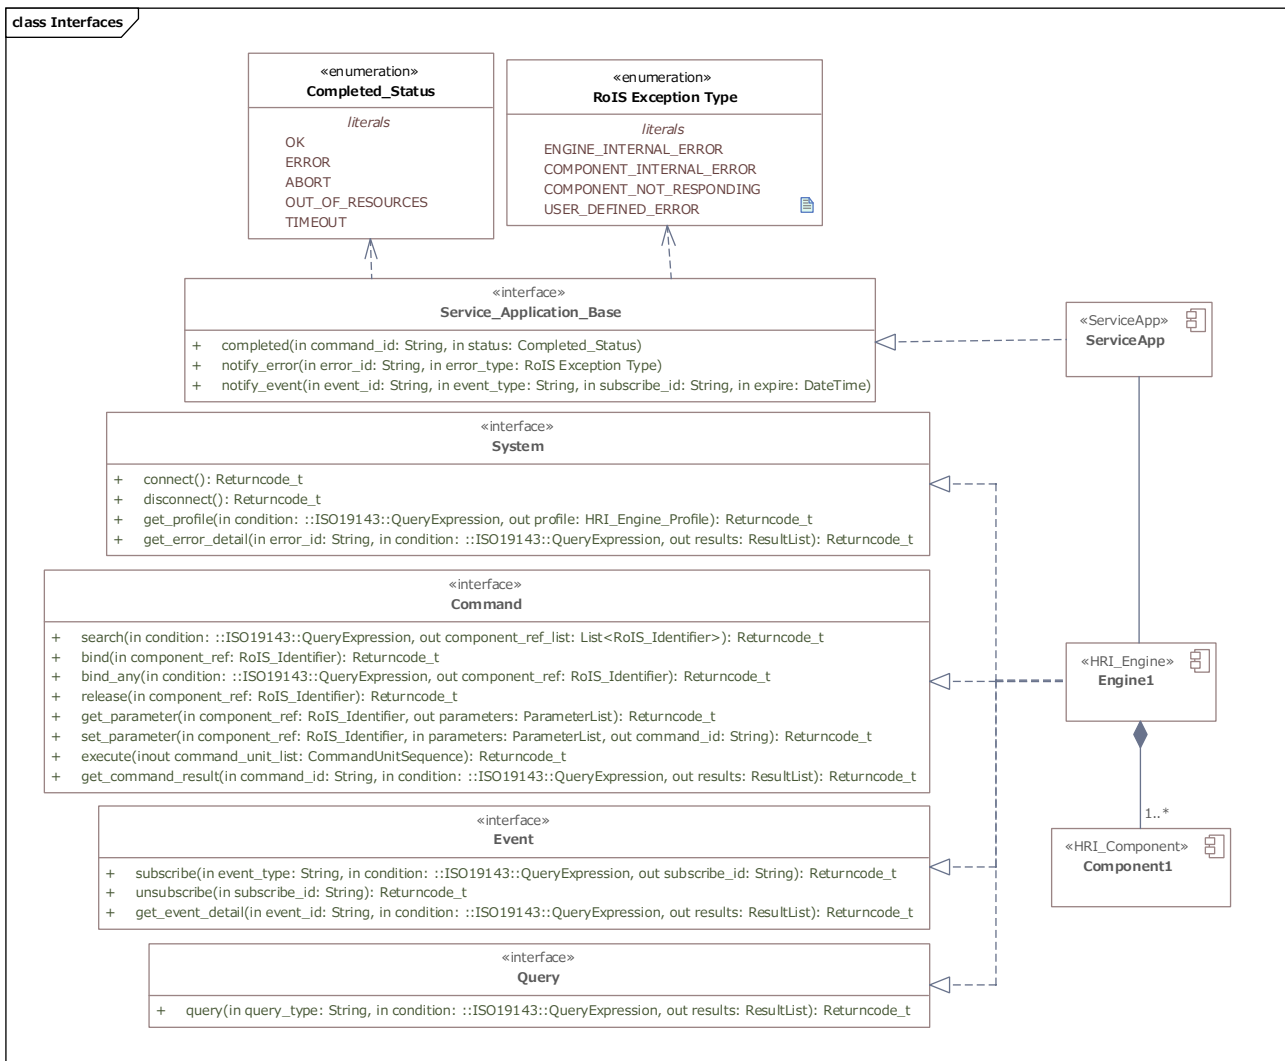 class Interfaces
«enumeration»
Completed_Status
literals
OK
ERROR
ABORT
OUT_OF_RESOURCES
TIMEOUT
«enumeration»
RoIS Exception Type
literals
ENGINE_INTERNAL_ERROR
COMPONENT_INTERNAL_ERROR
COMPONENT_NOT_RESPONDING
USER_DEFINED_ERROR
«interface»
Service_Application_Base
+ completed(in command_id: String, in status: Completed_Status)
+ notify_error(in error_id: String, in error_type: RoIS Exception Type)
+ notify_event(in event_id: String, in event_type: String, in subscribe_id: String, in expire: DateTime)
«ServiceApp»
ServiceApp
«interface»
System
+ connect(): Returncode_t
+ disconnect(): Returncode_t
+ get_profile(in condition: ::ISO19143::QueryExpression, out profile: HRI_Engine_Profile): Returncode_t
+ get_error_detail(in error_id: String, in condition: ::ISO19143::QueryExpression, out results: ResultList): Returncode_t
«interface»
Command
+ search(in condition: ::ISO19143::QueryExpression, out component_ref_list: List<RoIS_Identifier>): Returncode_t
+ bind(in component_ref: RoIS_Identifier): Returncode_t
+ bind_any(in condition: ::ISO19143::QueryExpression, out component_ref: RoIS_Identifier): Returncode_t
+ release(in component_ref: RoIS_Identifier): Returncode_t
+ get_parameter(in component_ref: RoIS_Identifier, out parameters: ParameterList): Returncode_t
+ set_parameter(in component_ref: RoIS_Identifier, in parameters: ParameterList, out command_id: String): Returncode_t
+ execute(inout command_unit_list: CommandUnitSequence): Returncode_t
+ get_command_result(in command_id: String, in condition: ::ISO19143::QueryExpression, out results: ResultList): Returncode_t
«HRI_Engine»
Engine1
1..*
«HRI_Component»
Component1
«interface»
Event
+ subscribe(in event_type: String, in condition: ::ISO19143::QueryExpression, out subscribe_id: String): Returncode_t
+ unsubscribe(in subscribe_id: String): Returncode_t
+ get_event_detail(in event_id: String, in condition: ::ISO19143::QueryExpression, out results: ResultList): Returncode_t
«interface»
Query
+ query(in query_type: String, in condition: ::ISO19143::QueryExpression, out results: ResultList): Returncode_t